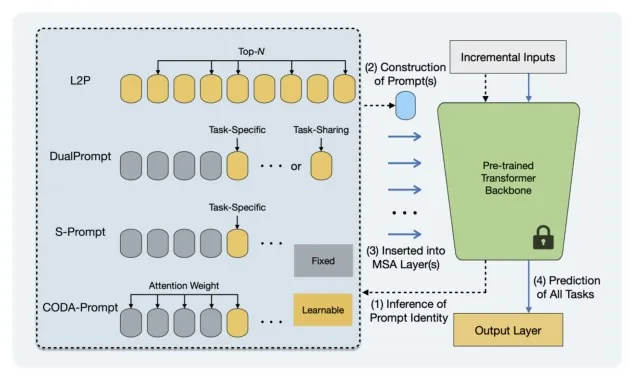 Top-N
L2P
(2) Construction
of Prompt(s)
Incremental Inputs
Task-Specific
Task-Sharing
DualPrompt
• • • or
Pre-trained
Transformer
Backbone
Task-Specific
S-Prompt
• • •
• • •
Fixed
(3) Inserted into
MSA Layer(s)
Attention Weight
CODA-Prompt
• • •
Learnable
(1) Inference of
Prompt Identity
(4) Prediction
of All Tasks
Output Layer